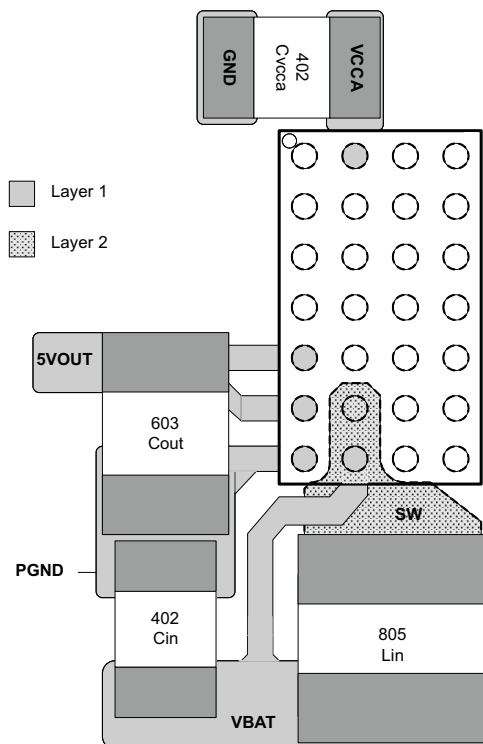 GND
402
Cvcca
VCCA
Layer 1
Layer 2
5VOUT
603
Cout
SW
PGND
402
Cin
805
Lin
VBAT